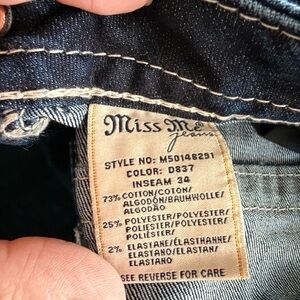 Miss Me
jeans
STYLE NO: M5014B291
COLOR: D837
INSEAM 34
73% COTTON/COTON/
ALGODÓN/BAUMWOLLE/
ALGODÃO
25% POLYESTER/POLYESTER/
POLIÉSTER/POLYESTER/
POLIÉSTER
2% ELASTANE/ÉLASTHANNE/
ELASTANO/ELASTAN/
ELASTANO
SEE REVERSE FOR CARE